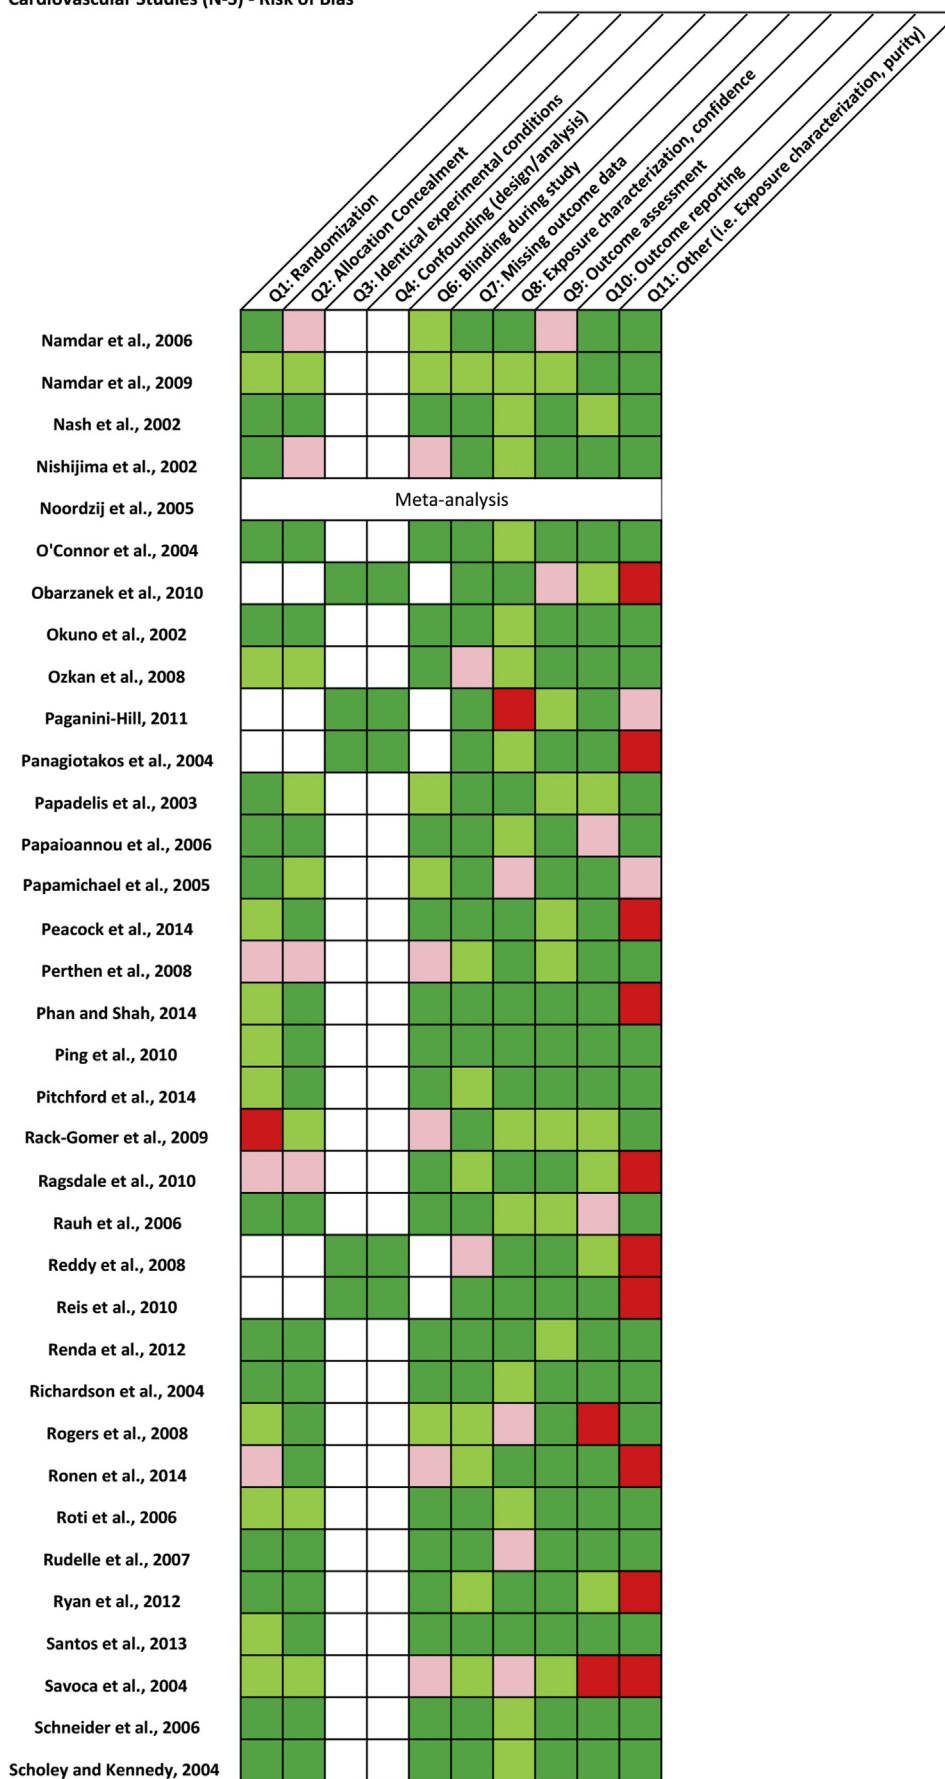 Cardiovascular Studies (N-S) - Risk of Bias
Q1: Randomization
Q2: Allocation Concealment
Q3: Identical experimental conditions
Q4: Confounding (design/analysis)
Q6: Blinding during study
Q7: Missing outcome data
Q8: Exposure characterization, confidence
Q9: Outcome assessment
Q10: Outcome reporting
Q11: Other (i.e. Exposure characterization, purity)
Namdar et al., 2006
Namdar et al., 2009
Nash et al., 2002
Nishijima et al., 2002
Noordzij et al., 2005
Meta-analysis
O'Connor et al., 2004
Obarzanek et al., 2010
Okuno et al., 2002
Ozkan et al., 2008
Paganini-Hill, 2011
Panagiotakos et al., 2004
Papadelis et al., 2003
Papaioannou et al., 2006
Papamichael et al., 2005
Peacock et al., 2014
Perthen et al., 2008
Phan and Shah, 2014
Ping et al., 2010
Pitchford et al., 2014
Rack-Gomer et al., 2009
Ragsdale et al., 2010
Rauh et al., 2006
Reddy et al., 2008
Reis et al., 2010
Renda et al., 2012
Richardson et al., 2004
Rogers et al., 2008
Ronen et al., 2014
Roti et al., 2006
Rudelle et al., 2007
Ryan et al., 2012
Santos et al., 2013
Savoca et al., 2004
Schneider et al., 2006
Scholey and Kennedy, 2004